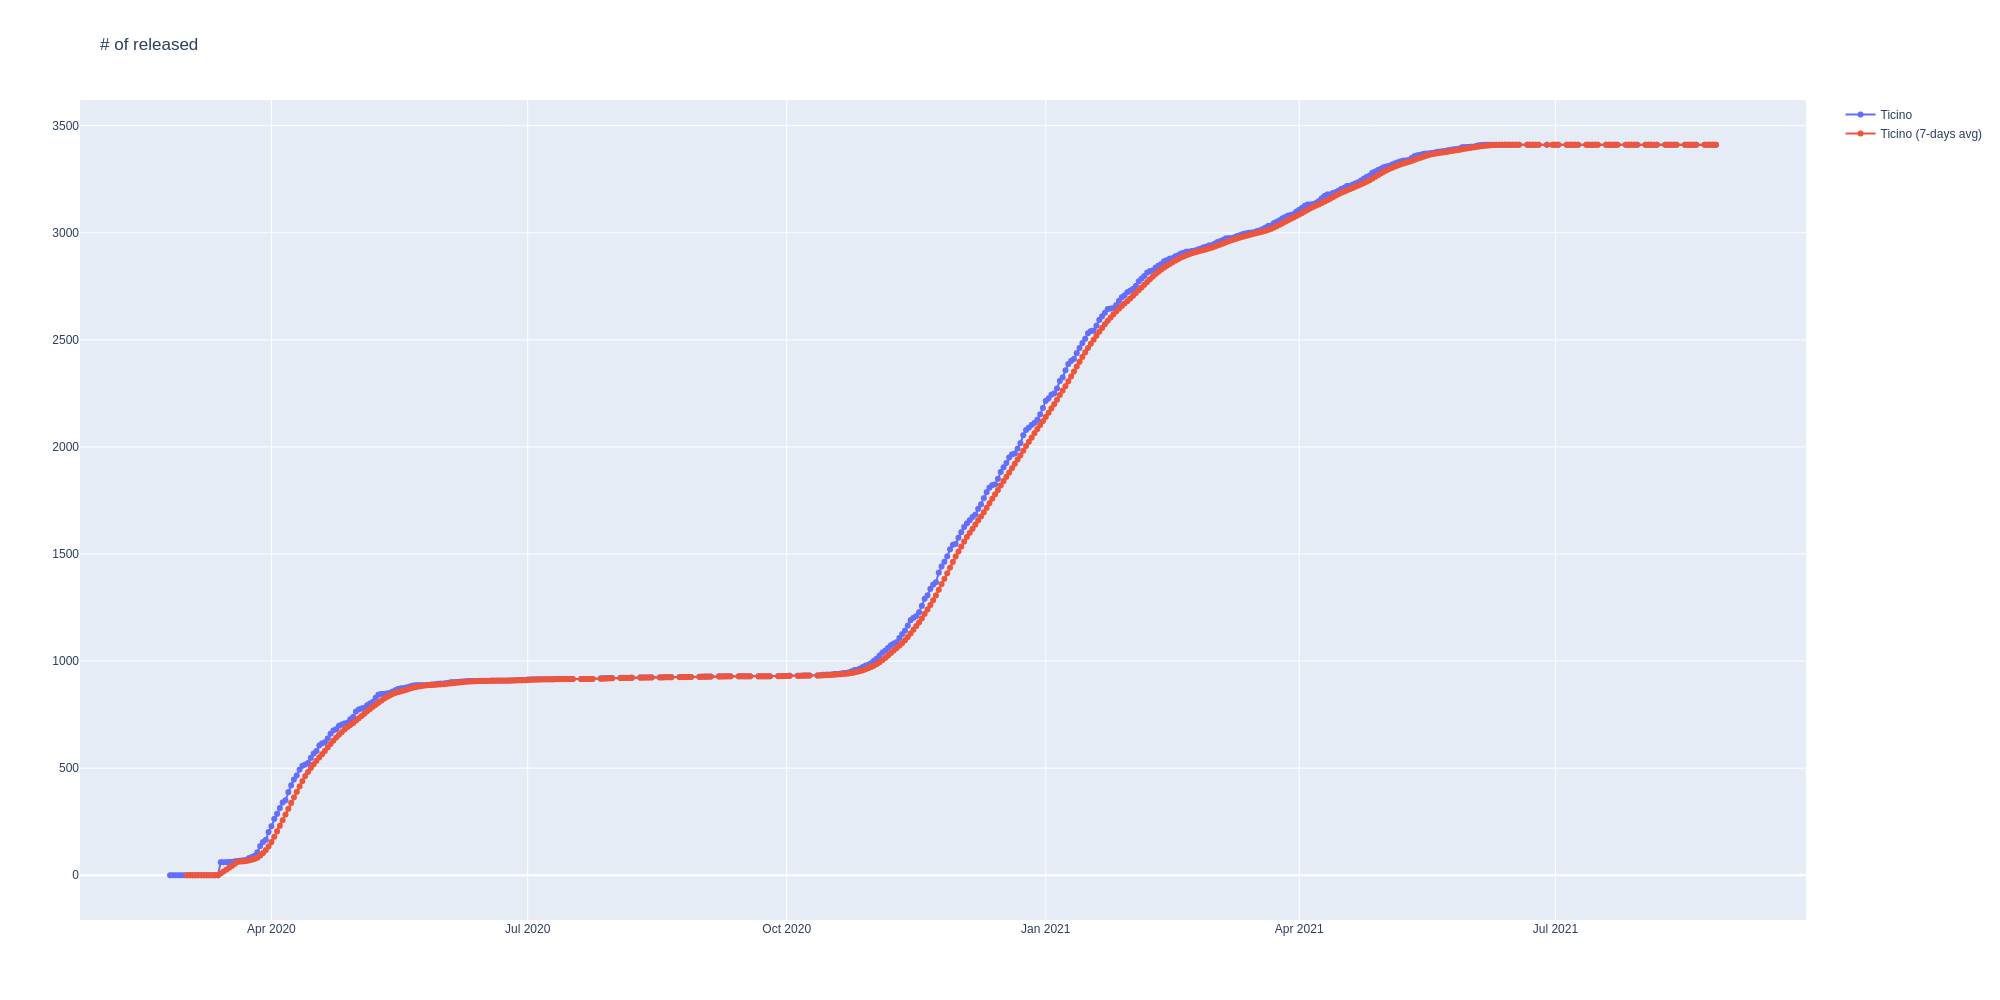 # of released
Ticino
Ticino (7-days avg)
3500
3000
2500
2000
1500
1000
500
0
Apr 2020
Jul 2020
Oct 2020
Jan 2021
Apr 2021
Jul 2021